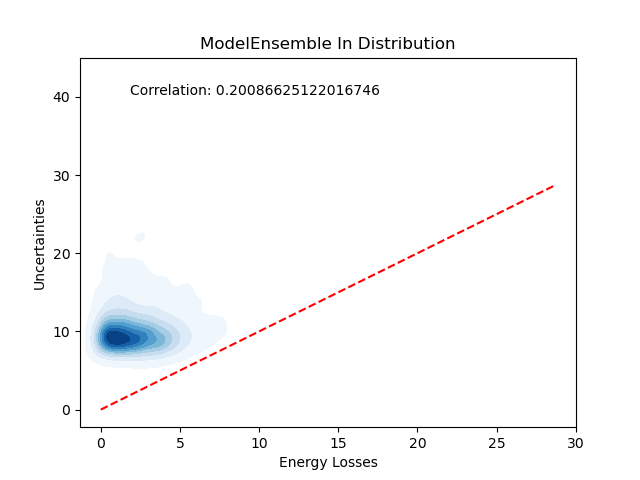 ModelEnsemble In Distribution
Correlation: 0.20086625122016746
40
30
20
10
0
Uncertainties
0 5 10 15 20 25 30
Energy Losses